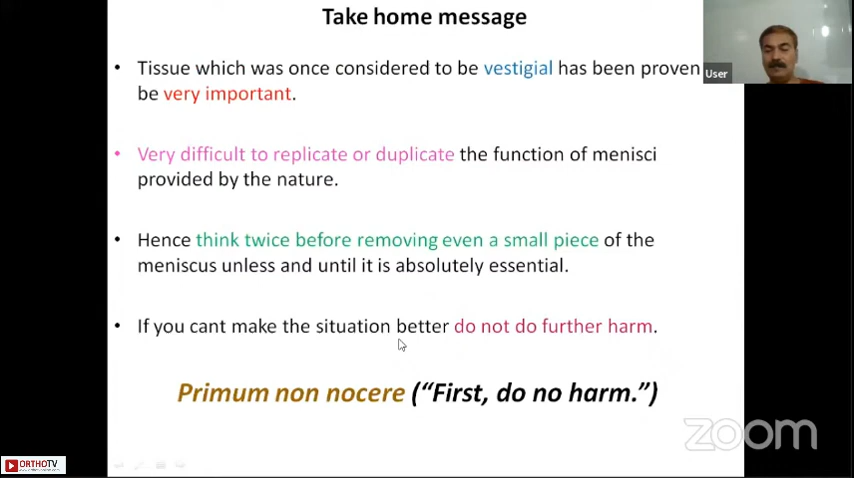 Take home message
• Tissue which was once considered to be vestigial has been proven
be very important.
• Very difficult to replicate or duplicate the function of menisci
provided by the nature.
• Hence think twice before removing even a small piece of the
meniscus unless and until it is absolutely essential.
• If you cant make the situation better do not do further harm.
Primum non nocere (“First, do no harm.”)
User
zoom
ORTHOTV